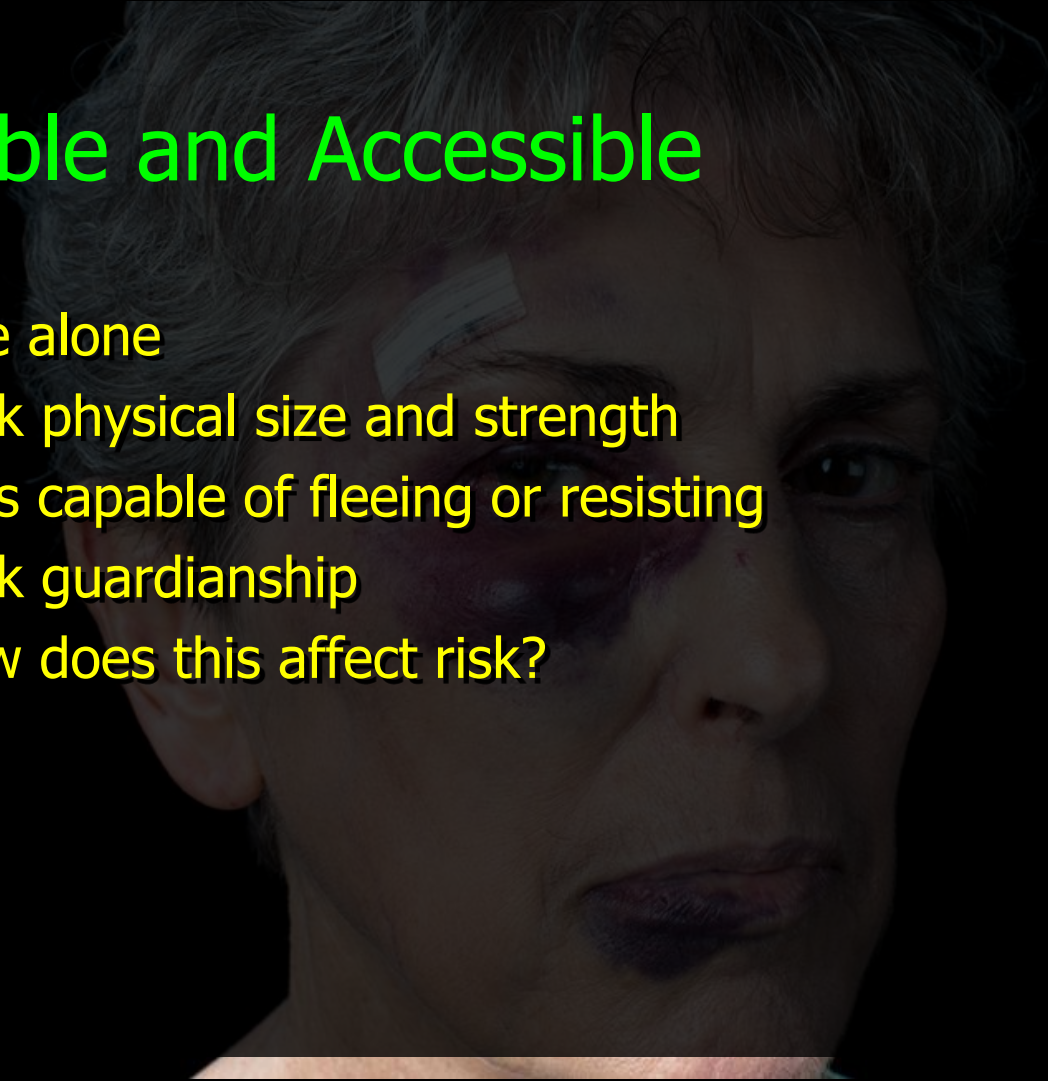 ble and Accessible
e alone
k physical size and strength
s capable of fleeing or resisting
k guardianship
w does this affect risk?